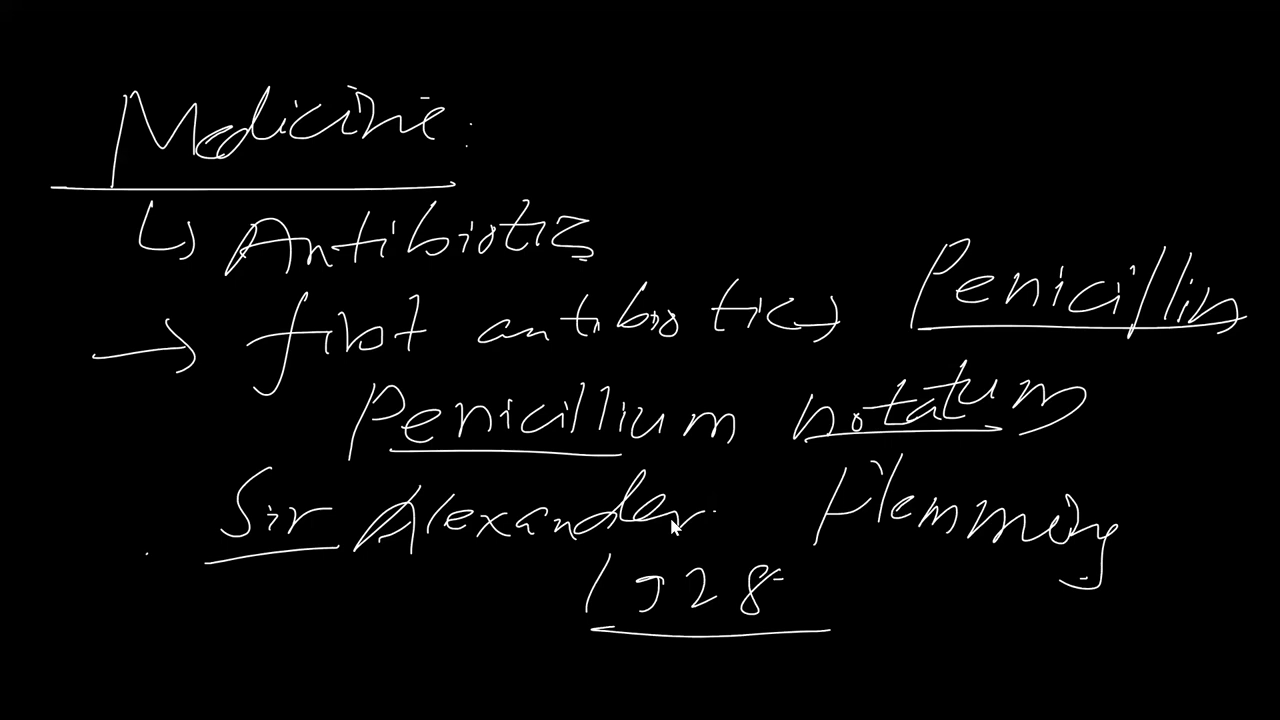 Medicine:
↳ Antibiotics
→ first antibiotic → Penicillin
Penicillium notatum
Sir Alexander Flemming
1928